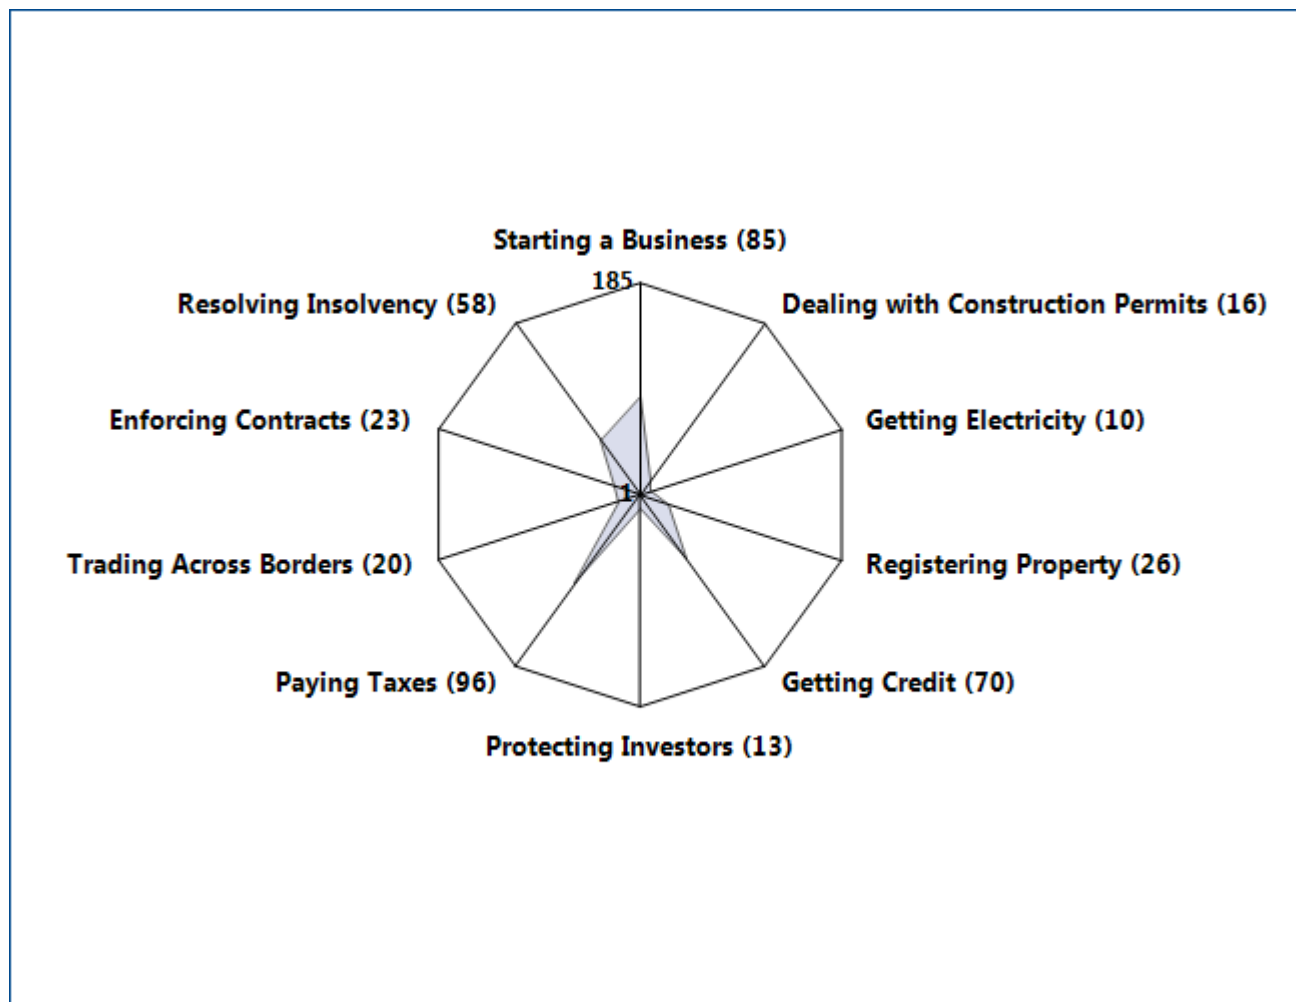 Starting a Business (85)
185
Resolving Insolvency (58)
Dealing with Construction Permits (16)
Enforcing Contracts (23)
Getting Electricity (10)
1
Trading Across Borders (20)
Registering Property (26)
Paying Taxes (96)
Getting Credit (70)
Protecting Investors (13)